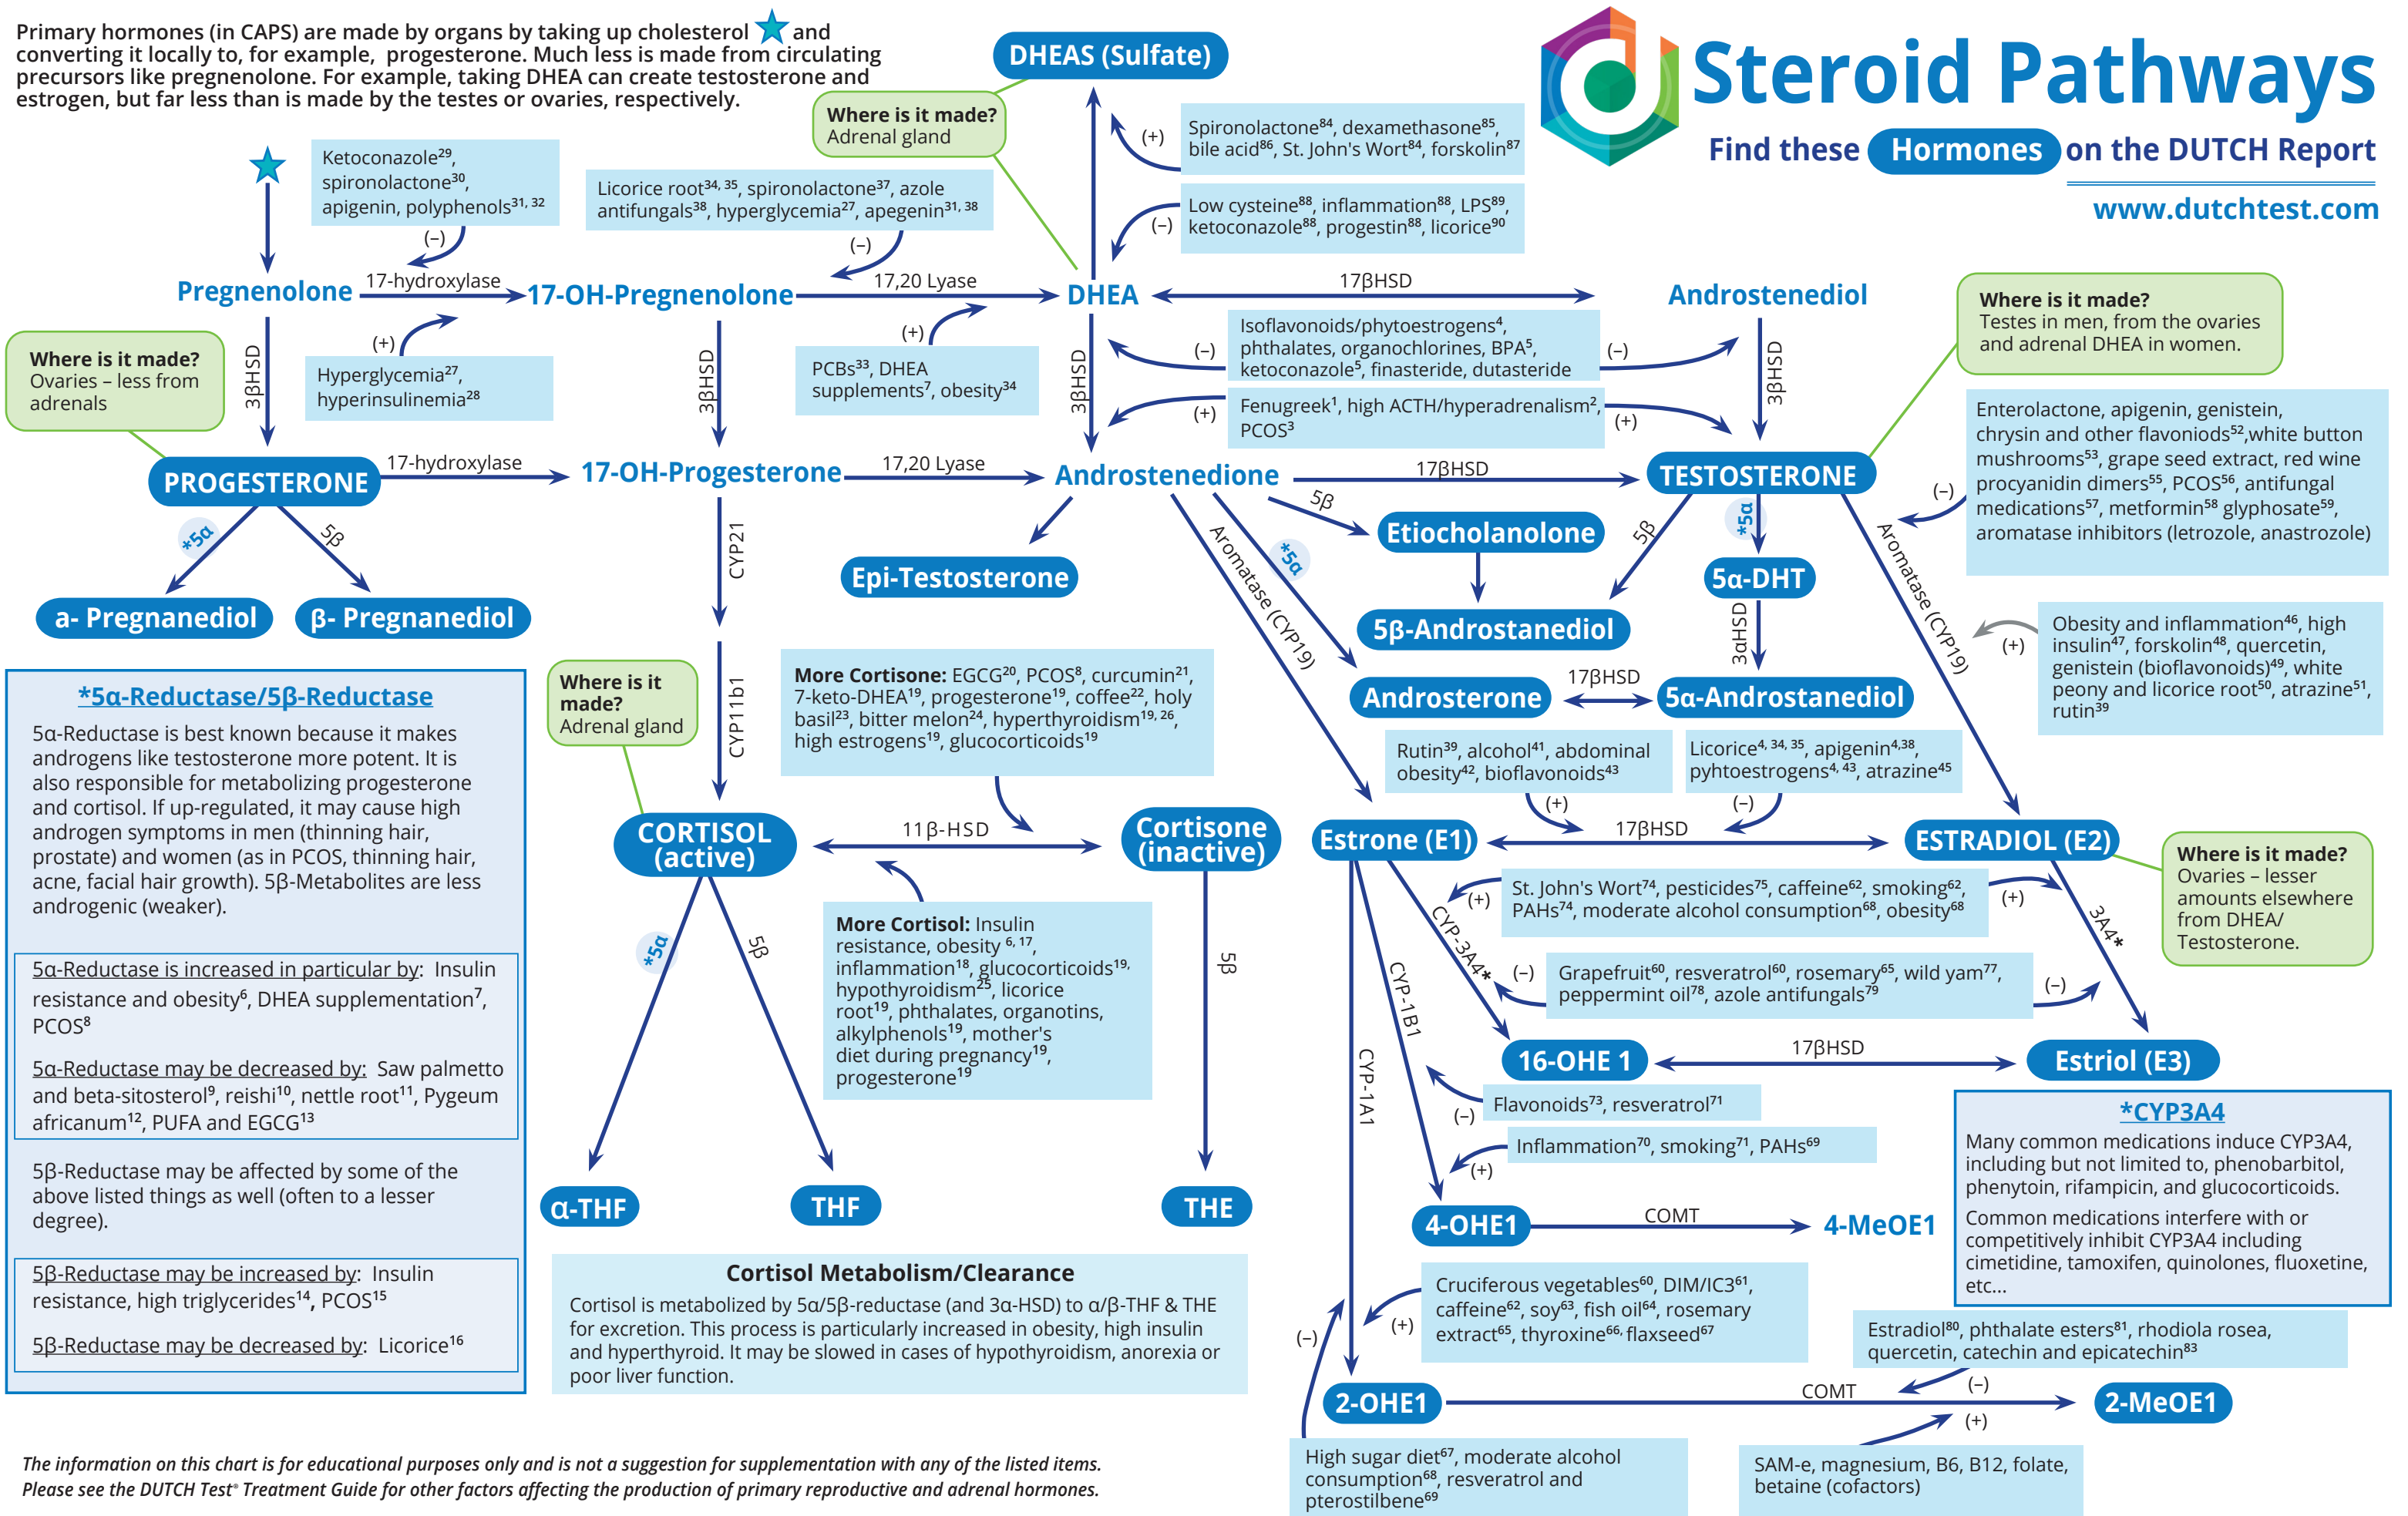 Primary hormones (in CAPS) are made by organs by taking up cholesterol ★ and
converting it locally to, for example, progesterone. Much less is made from circulating
precursors like pregnenolone. For example, taking DHEA can create testosterone and
estrogen, but far less than is made by the testes or ovaries, respectively.
Steroid Pathways
Find these Hormones on the DUTCH Report
www.dutchtest.com
DHEAS (Sulfate)
Where is it made?
Adrenal gland
(+)
Spironolactone⁸⁴, dexamethasone⁸⁵,
bile acid⁸⁶, St. John's Wort⁸⁴, forskolin⁸⁷
(–)
Low cysteine⁸⁸, inflammation⁸⁸, LPS⁸⁹,
ketoconazole⁸⁸, progestin⁸⁸, licorice⁹⁰
Ketoconazole²⁹,
spironolactone³⁰,
apigenin, polyphenols³¹, ³²
(–)
Licorice root³⁴, ³⁵, spironolactone³⁷, azole
antifungals³⁸, hyperglycemia²⁷, apegenin³¹, ³⁸
(–)
Pregnenolone
17-hydroxylase
17-OH-Pregnenolone
17,20 Lyase
DHEA
17βHSD
Androstenediol
Where is it made?
Ovaries – less from
adrenals
3βHSD
(+)
Hyperglycemia²⁷,
hyperinsulinemia²⁸
3βHSD
(+)
PCBs³³, DHEA
supplements⁷, obesity³⁴
3βHSD
(–)
Isoflavonoids/phytoestrogens⁴,
phthalates, organochlorines, BPA⁵,
ketoconazole⁵, finasteride, dutasteride
(–)
(+)
Fenugreek¹, high ACTH/hyperadrenalism²,
PCOS³
(+)
3βHSD
Where is it made?
Testes in men, from the ovaries
and adrenal DHEA in women.
PROGESTERONE
17-hydroxylase
17-OH-Progesterone
17,20 Lyase
Androstenedione
17βHSD
TESTOSTERONE
(–)
Enterolactone, apigenin, genistein,
chrysin and other flavoniods⁵²,white button
mushrooms⁵³, grape seed extract, red wine
procyanidin dimers⁵⁵, PCOS⁵⁶, antifungal
medications⁵⁷, metformin⁵⁸ glyphosate⁵⁹,
aromatase inhibitors (letrozole, anastrozole)
*5α
5β
a- Pregnanediol
β- Pregnanediol
CYP21
Epi-Testosterone
Aromatase (CYP19)
*5α
5β
Etiocholanolone
5β
*5α
5α-DHT
Aromatase (CYP19)
5β-Androstanediol
3αHSD
Androsterone
17βHSD
5α-Androstanediol
(+)
Obesity and inflammation⁴⁶, high
insulin⁴⁷, forskolin⁴⁸, quercetin,
genistein (bioflavonoids)⁴⁹, white
peony and licorice root⁵⁰, atrazine⁵¹,
rutin³⁹
*5α-Reductase/5β-Reductase
5α-Reductase is best known because it makes
androgens like testosterone more potent. It is
also responsible for metabolizing progesterone
and cortisol. If up-regulated, it may cause high
androgen symptoms in men (thinning hair,
prostate) and women (as in PCOS, thinning hair,
acne, facial hair growth). 5β-Metabolites are less
androgenic (weaker).
5α-Reductase is increased in particular by: Insulin
resistance and obesity⁶, DHEA supplementation⁷,
PCOS⁸
5α-Reductase may be decreased by: Saw palmetto
and beta-sitosterol⁹, reishi¹⁰, nettle root¹¹, Pygeum
africanum¹², PUFA and EGCG¹³
5β-Reductase may be affected by some of the
above listed things as well (often to a lesser
degree).
5β-Reductase may be increased by: Insulin
resistance, high triglycerides¹⁴, PCOS¹⁵
5β-Reductase may be decreased by: Licorice¹⁶
Where is it
made?
Adrenal gland
CYP11b1
More Cortisone: EGCG²⁰, PCOS⁸, curcumin²¹,
7-keto-DHEA¹⁹, progesterone¹⁹, coffee²², holy
basil²³, bitter melon²⁴, hyperthyroidism¹⁹, ²⁶,
high estrogens¹⁹, glucocorticoids¹⁹
CORTISOL
(active)
11β-HSD
Cortisone
(inactive)
*5α
5β
More Cortisol: Insulin
resistance, obesity ⁶, ¹⁷,
inflammation¹⁸, glucocorticoids¹⁹,
hypothyroidism²⁵, licorice
root¹⁹, phthalates, organotins,
alkylphenols¹⁹, mother's
diet during pregnancy¹⁹,
progesterone¹⁹
5β
α-THF
THF
THE
Cortisol Metabolism/Clearance
Cortisol is metabolized by 5α/5β-reductase (and 3α-HSD) to α/β-THF & THE
for excretion. This process is particularly increased in obesity, high insulin
and hyperthyroid. It may be slowed in cases of hypothyroidism, anorexia or
poor liver function.
Rutin³⁹, alcohol⁴¹, abdominal
obesity⁴², bioflavonoids⁴³
(+)
Licorice⁴, ³⁴, ³⁵, apigenin⁴,³⁸,
pyhtoestrogens⁴, ⁴³, atrazine⁴⁵
(–)
Estrone (E1)
17βHSD
ESTRADIOL (E2)
Where is it made?
Ovaries – lesser
amounts elsewhere
from DHEA/
Testosterone.
(+)
St. John's Wort⁷⁴, pesticides⁷⁵, caffeine⁶², smoking⁶²,
PAHs⁷⁴, moderate alcohol consumption⁶⁸, obesity⁶⁸
(+)
CYP-3A4*
3A4*
(–)
Grapefruit⁶⁰, resveratrol⁶⁰, rosemary⁶⁵, wild yam⁷⁷,
peppermint oil⁷⁸, azole antifungals⁷⁹
(–)
CYP-1B1
CYP-1A1
16-OHE 1
17βHSD
Estriol (E3)
(–)
Flavonoids⁷³, resveratrol⁷¹
(+)
Inflammation⁷⁰, smoking⁷¹, PAHs⁶⁹
4-OHE1
COMT
4-MeOE1
*CYP3A4
Many common medications induce CYP3A4,
including but not limited to, phenobarbitol,
phenytoin, rifampicin, and glucocorticoids.
Common medications interfere with or
competitively inhibit CYP3A4 including
cimetidine, tamoxifen, quinolones, fluoxetine,
etc...
(+)
Cruciferous vegetables⁶⁰, DIM/IC3⁶¹,
caffeine⁶², soy⁶³, fish oil⁶⁴, rosemary
extract⁶⁵, thyroxine⁶⁶, flaxseed⁶⁷
(–)
Estradiol⁸⁰, phthalate esters⁸¹, rhodiola rosea,
quercetin, catechin and epicatechin⁸³
(–)
2-OHE1
COMT
2-MeOE1
(+)
High sugar diet⁶⁷, moderate alcohol
consumption⁶⁸, resveratrol and
pterostilbene⁶⁹
SAM-e, magnesium, B6, B12, folate,
betaine (cofactors)
The information on this chart is for educational purposes only and is not a suggestion for supplementation with any of the listed items.
Please see the DUTCH Test® Treatment Guide for other factors affecting the production of primary reproductive and adrenal hormones.